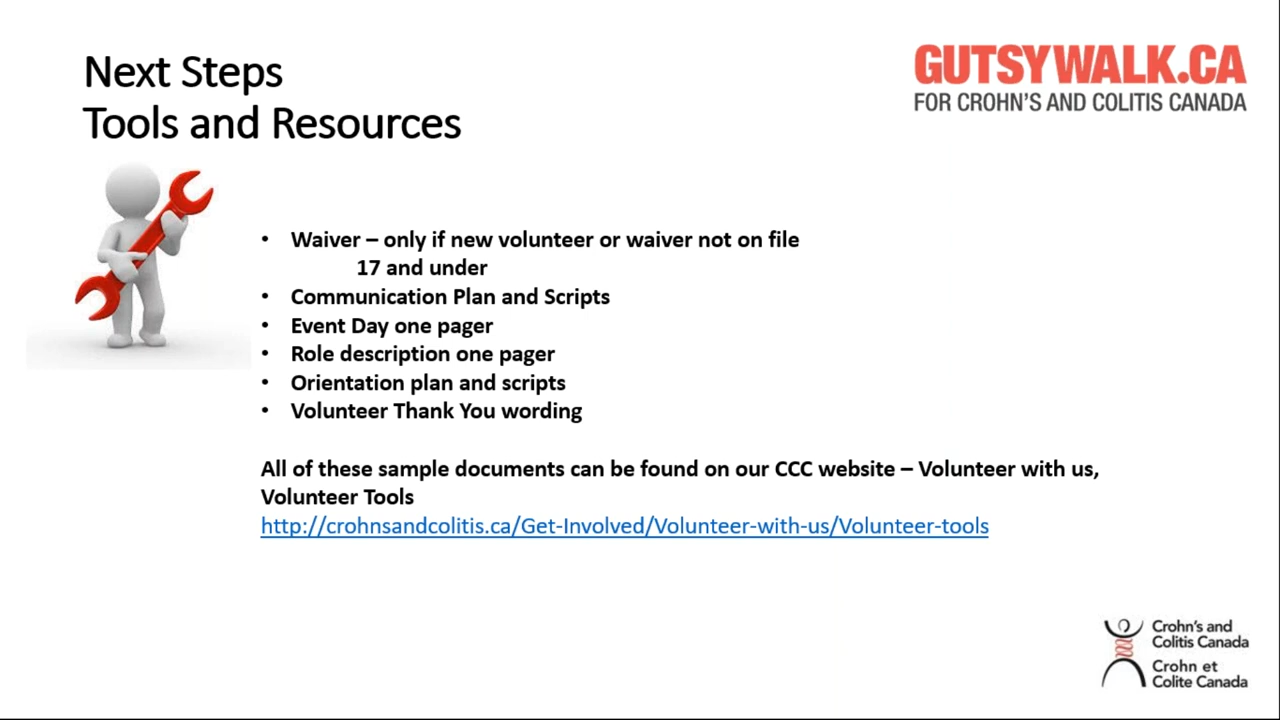 Next Steps
Tools and Resources
GUTSYWALK.CA
FOR CROHN'S AND COLITIS CANADA
• Waiver – only if new volunteer or waiver not on file
17 and under
• Communication Plan and Scripts
• Event Day one pager
• Role description one pager
• Orientation plan and scripts
• Volunteer Thank You wording
All of these sample documents can be found on our CCC website – Volunteer with us,
Volunteer Tools
http://crohnsandcolitis.ca/Get-Involved/Volunteer-with-us/Volunteer-tools
Crohn's and
Colitis Canada
Crohn et
Colite Canada